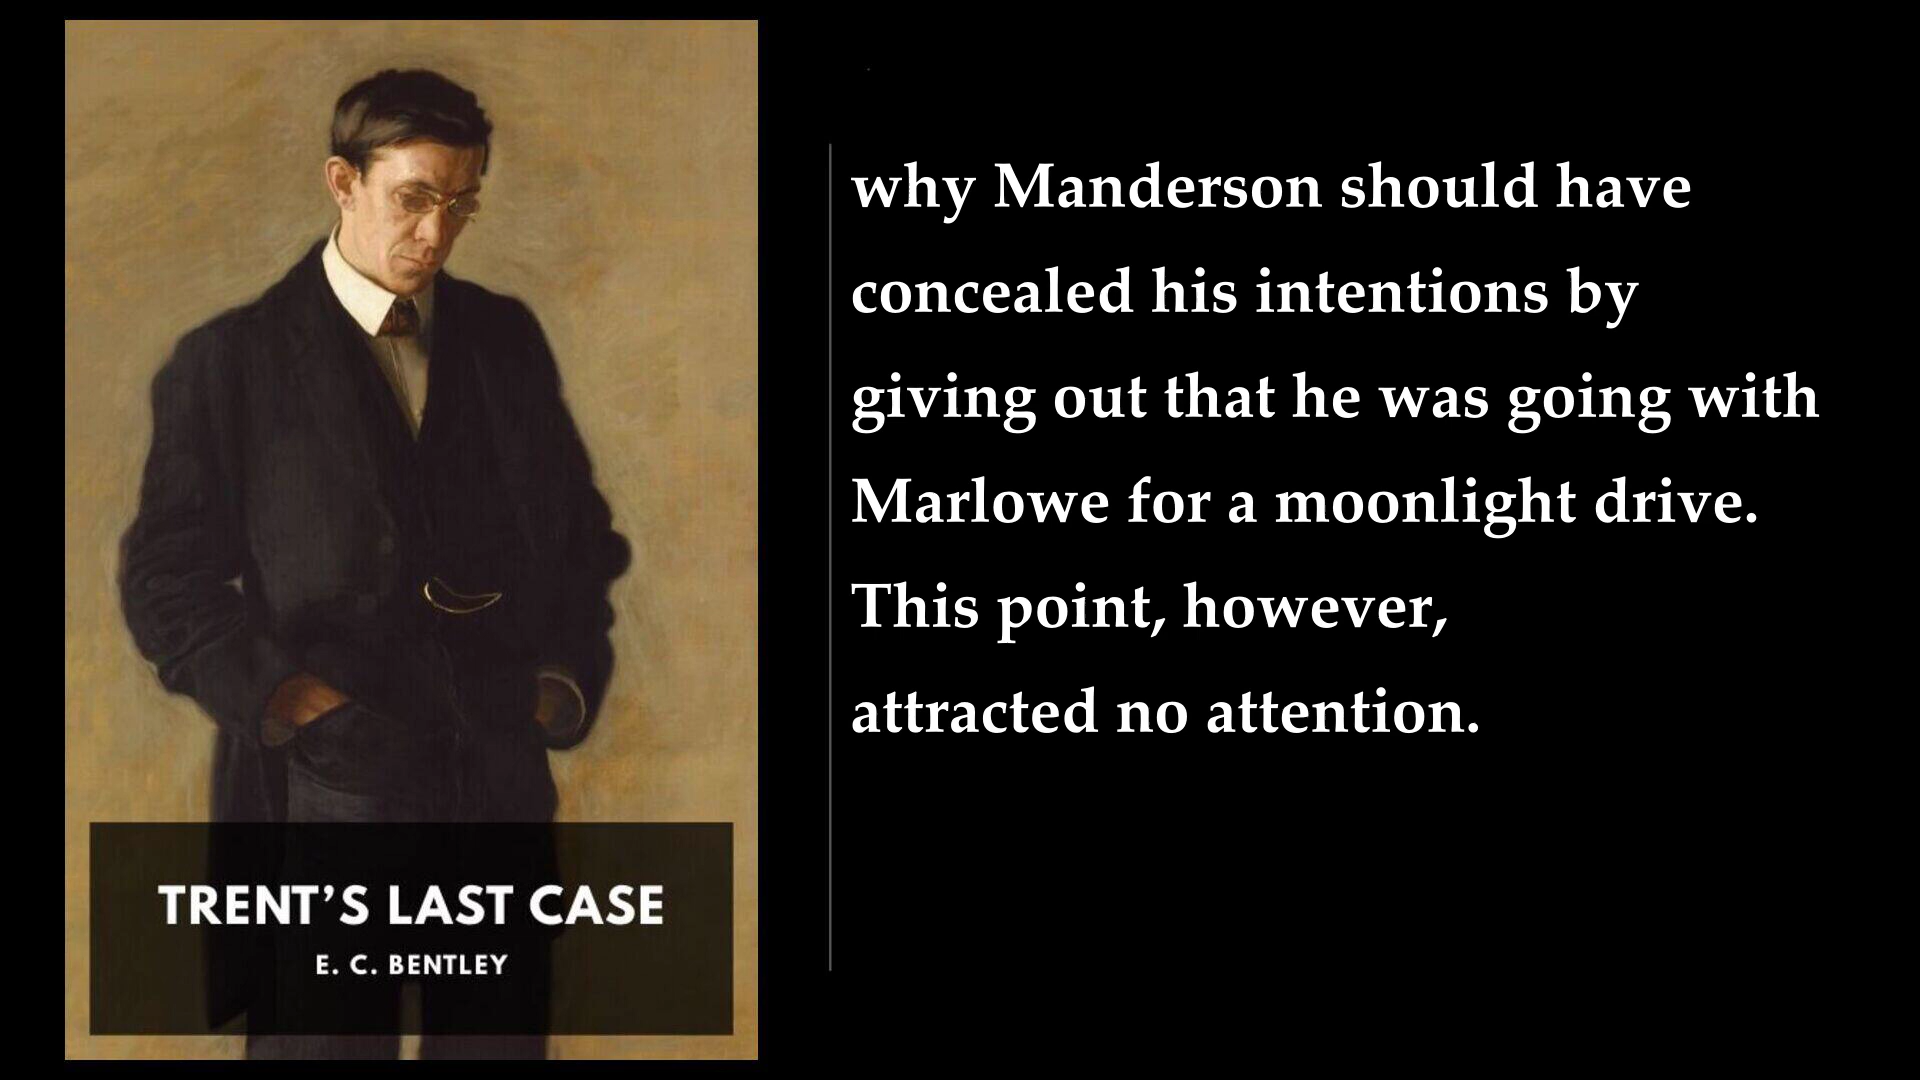 why Manderson should have
concealed his intentions by
giving out that he was going with
Marlowe for a moonlight drive.
This point, however,
attracted no attention.
TRENT’S LAST CASE
E. C. BENTLEY